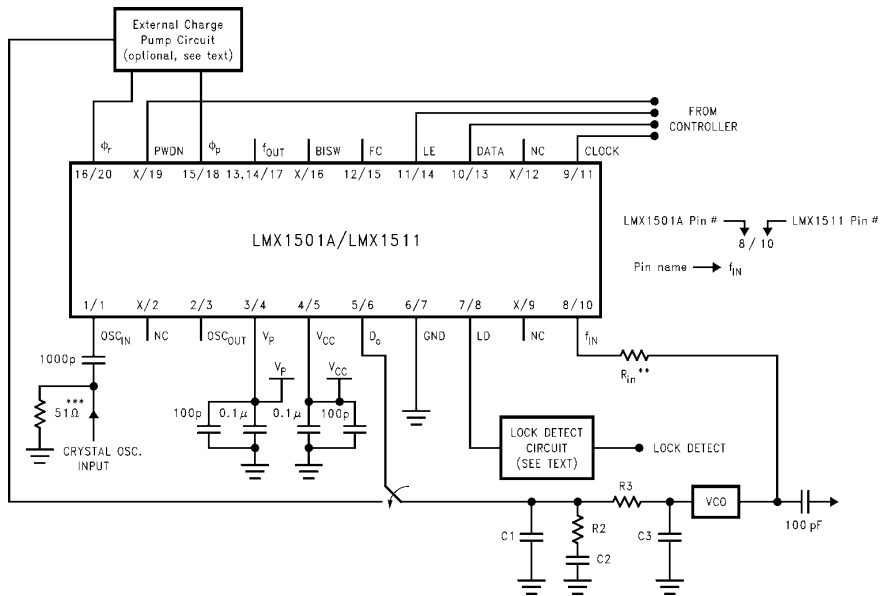 External Charge
Pump Circuit
(optional, see text)
FROM
CONTROLLER
ϕr PWDN ϕp fOUT BISW FC LE DATA NC CLOCK
16/20 X/19 15/18 13,14/17 X/16 12/15 11/14 10/13 X/12 9/11
LMX1501A/LMX1511
LMX1501A Pin # LMX1511 Pin #
8/10
Pin name fIN
1/1 X/2 2/3 3/4 4/5 5/6 6/7 7/8 X/9 8/10
OSCIN NC OSCOUT VP VCC Do GND LD NC fIN
1000p
VP VCC
Rin**
100p 0.1μ 0.1μ 100p
***
51Ω
CRYSTAL OSC.
INPUT
LOCK DETECT
CIRCUIT
(SEE TEXT)
LOCK DETECT
R3
VCO
100 pF
C1 R2 C3
C2